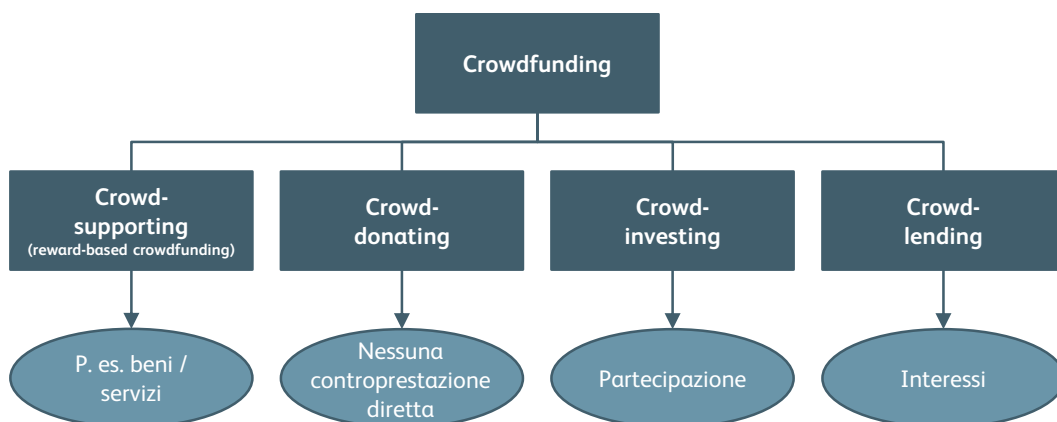 Crowdfunding
Crowd-
supporting
(reward-based crowdfunding)
Crowd-
donating
Crowd-
investing
Crowd-
lending
P. es. beni /
servizi
Nessuna
controprestazione
diretta
Partecipazione
Interessi